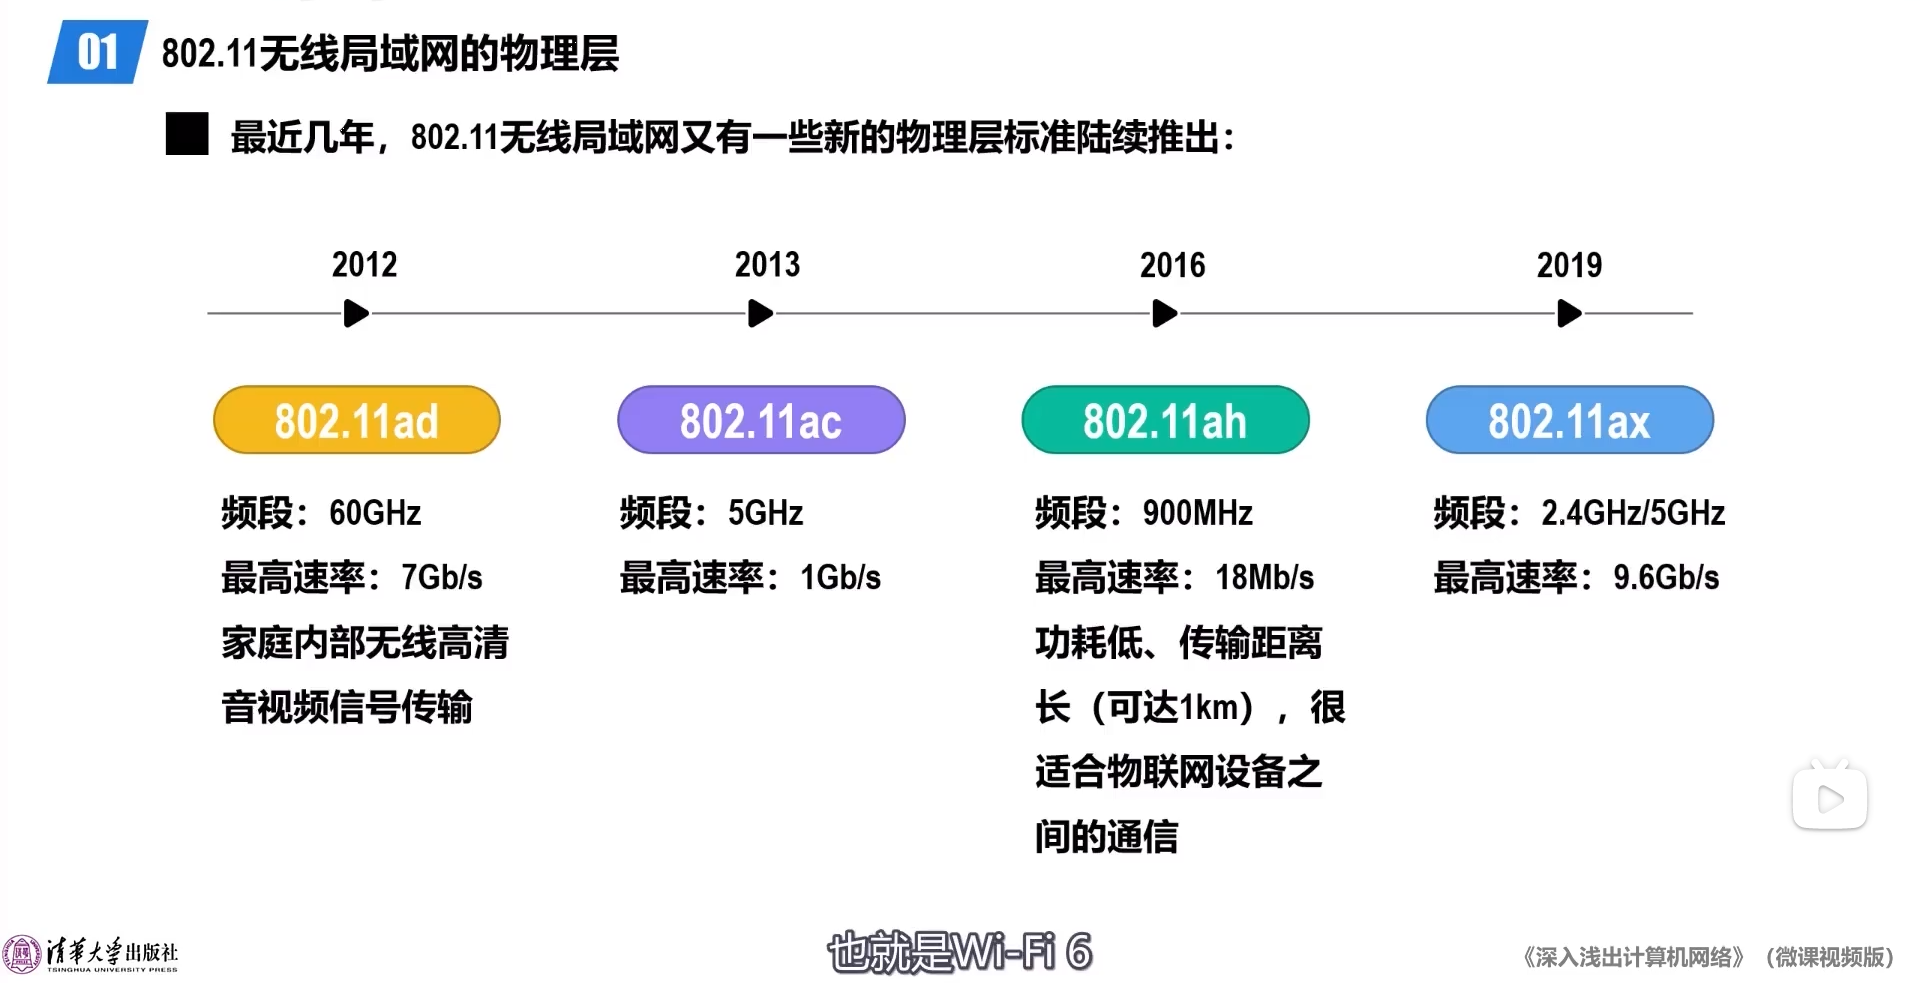 01
802.11无线局域网的物理层
最近几年，802.11无线局域网又有一些新的物理层标准陆续推出：
2012
2013
2016
2019
802.11ad
802.11ac
802.11ah
802.11ax
频段：60GHz
最高速率：7Gb/s
家庭内部无线高清
音视频信号传输
频段：5GHz
最高速率：1Gb/s
频段：900MHz
最高速率：18Mb/s
功耗低、传输距离
长（可达1km），很
适合物联网设备之
间的通信
频段：2.4GHz/5GHz
最高速率：9.6Gb/s
清华大学出版社
TSINGHUA UNIVERSITY PRESS
也就是Wi-Fi 6
《深入浅出计算机网络》（微课视频版）